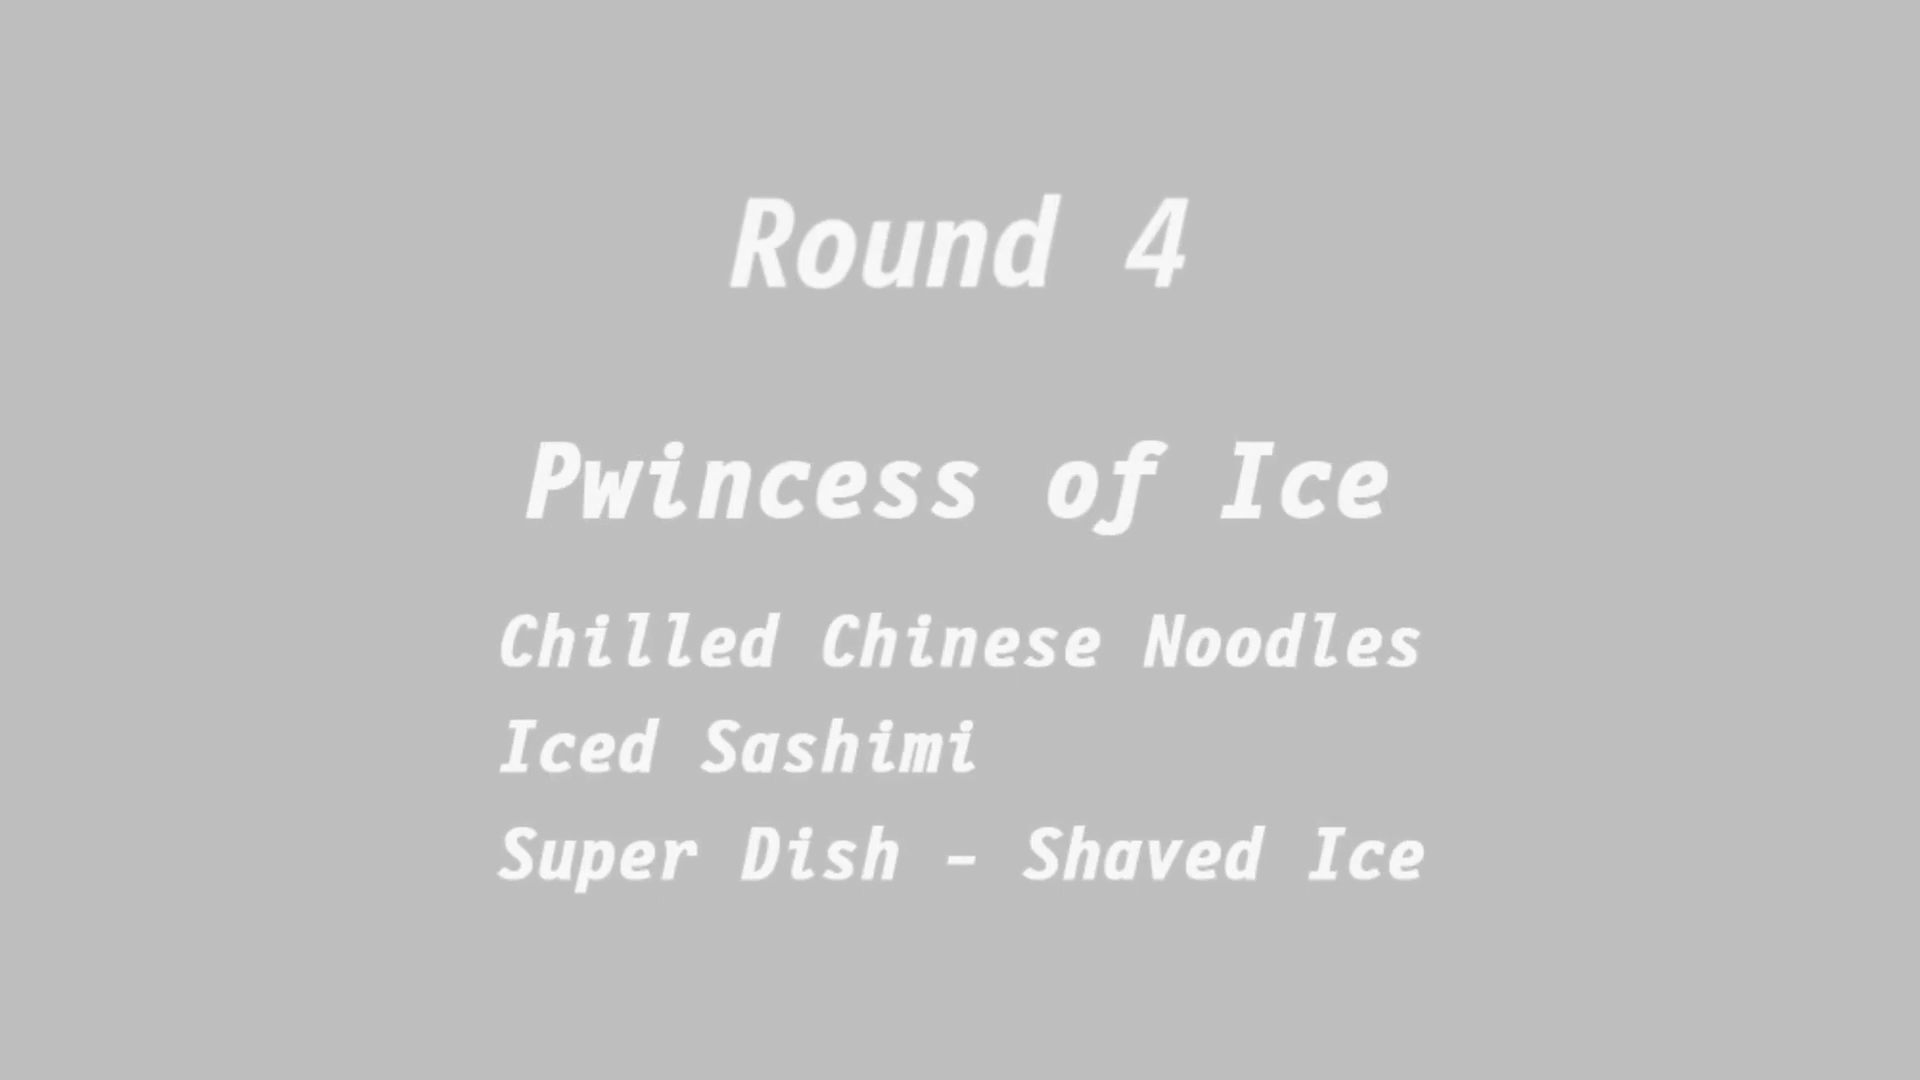 Round 4
Pwincess of Ice
Chilled Chinese Noodles
Iced Sashimi
Super Dish - Shaved Ice